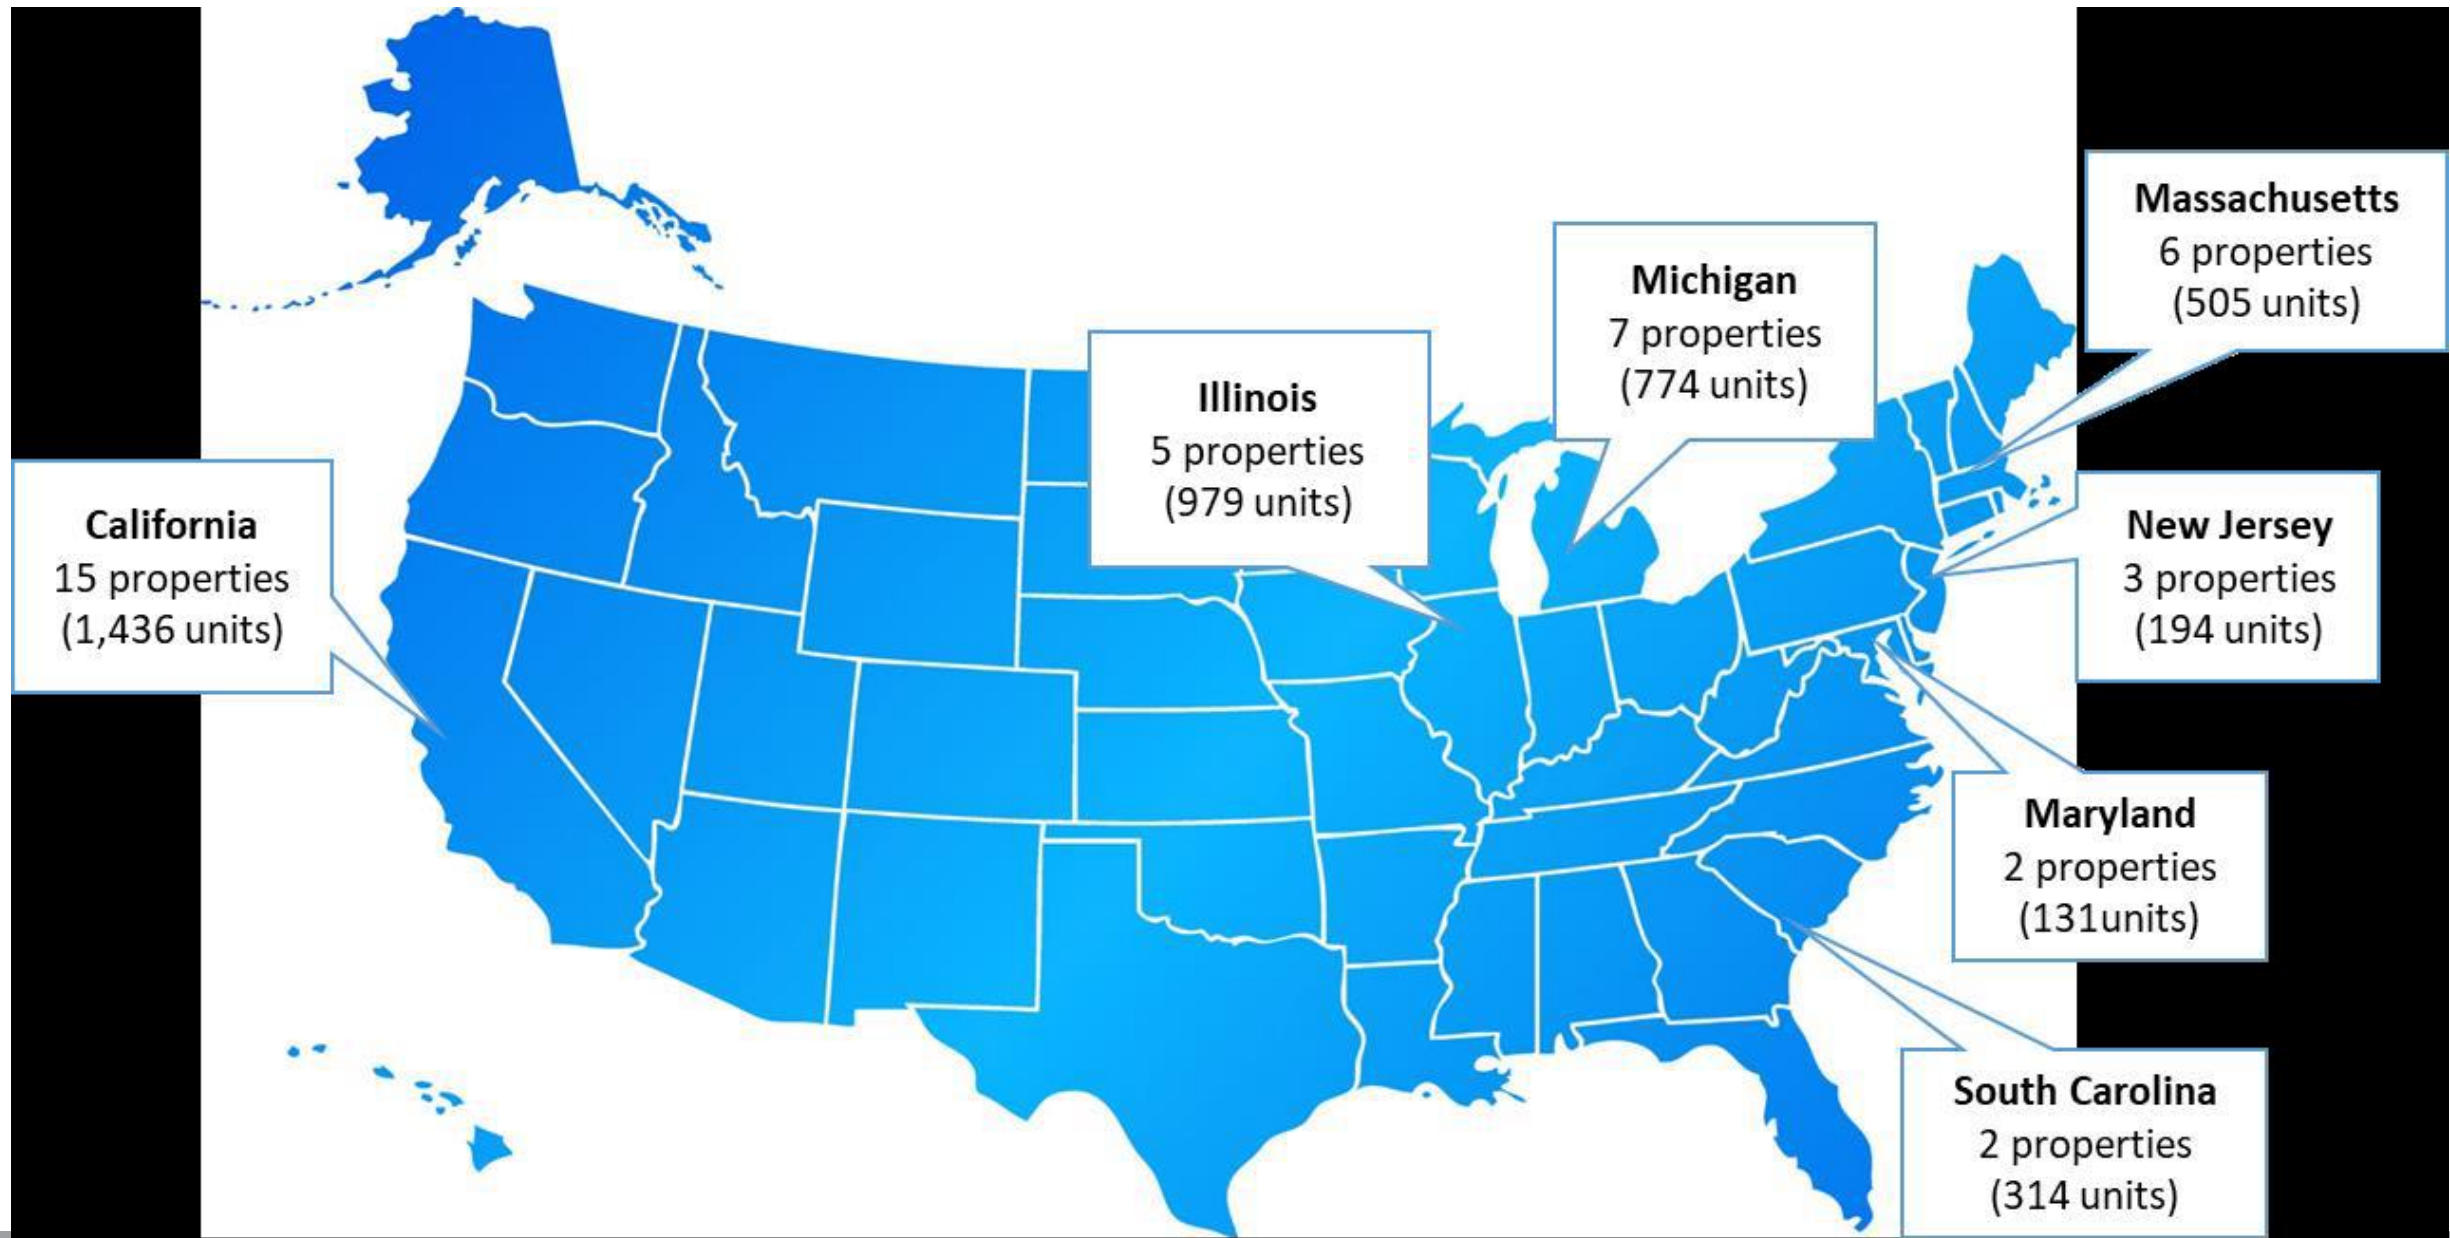 Massachusetts
6 properties
(505 units)
Michigan
7 properties
(774 units)
Illinois
5 properties
(979 units)
California
15 properties
(1,436 units)
New Jersey
3 properties
(194 units)
Maryland
2 properties
(131units)
South Carolina
2 properties
(314 units)